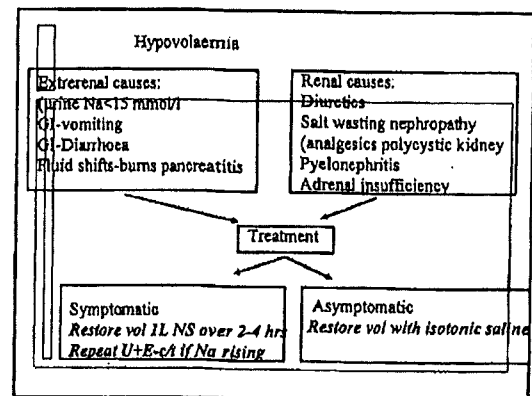 Hypovolaemia
Extrerenal causes:
(urine Na<15 mmol/l
GI-vomiting
GI-Diarrhoea
Fluid shifts-burns pancreatitis
Renal causes:
Diuretics
Salt wasting nephropathy
(analgesics polycystic kidney
Pyelonephritis
Adrenal insufficiency
Treatment
Symptomatic
Restore vol 1L NS over 2-4 hrs
Repeat U+E-c/t if Na rising
Asymptomatic
Restore vol with isotonic saline